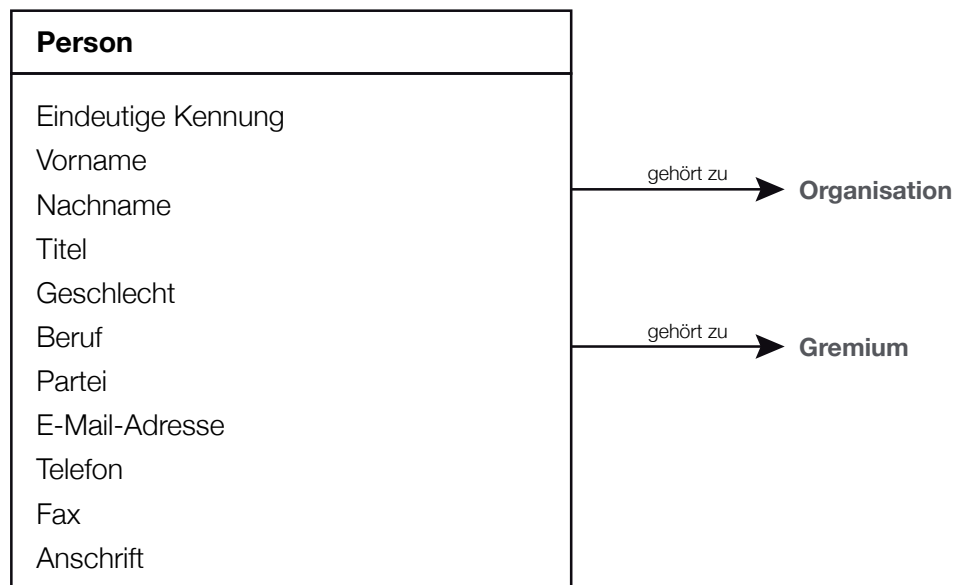 Person
Eindeutige Kennung
Vorname
Nachname
Titel
Geschlecht
Beruf
Partei
E-Mail-Adresse
Telefon
Fax
Anschrift
gehört zu
Organisation
gehört zu
Gremium